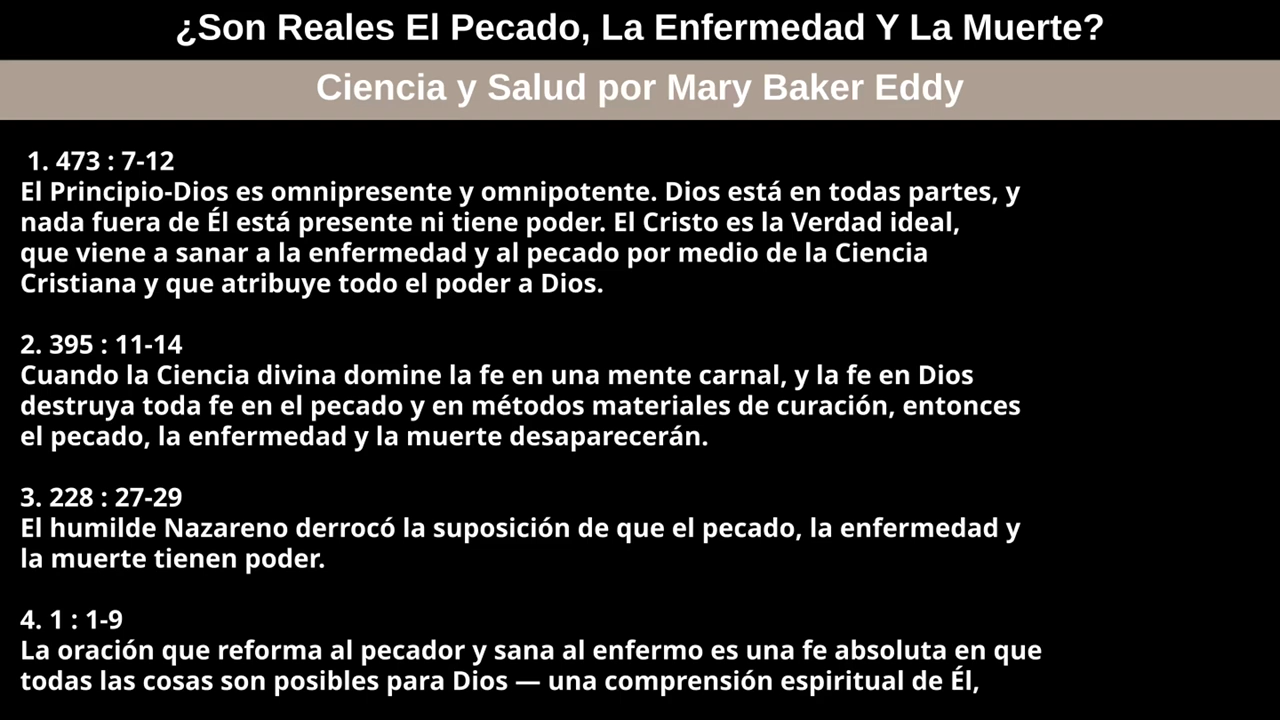 ¿Son Reales El Pecado, La Enfermedad Y La Muerte?
Ciencia y Salud por Mary Baker Eddy
1. 473 : 7-12
El Principio-Dios es omnipresente y omnipotente. Dios está en todas partes, y
nada fuera de Él está presente ni tiene poder. El Cristo es la Verdad ideal,
que viene a sanar a la enfermedad y al pecado por medio de la Ciencia
Cristiana y que atribuye todo el poder a Dios.
2. 395 : 11-14
Cuando la Ciencia divina domine la fe en una mente carnal, y la fe en Dios
destruya toda fe en el pecado y en métodos materiales de curación, entonces
el pecado, la enfermedad y la muerte desaparecerán.
3. 228 : 27-29
El humilde Nazareno derrocó la suposición de que el pecado, la enfermedad y
la muerte tienen poder.
4. 1 : 1-9
La oración que reforma al pecador y sana al enfermo es una fe absoluta en que
todas las cosas son posibles para Dios — una comprensión espiritual de Él,